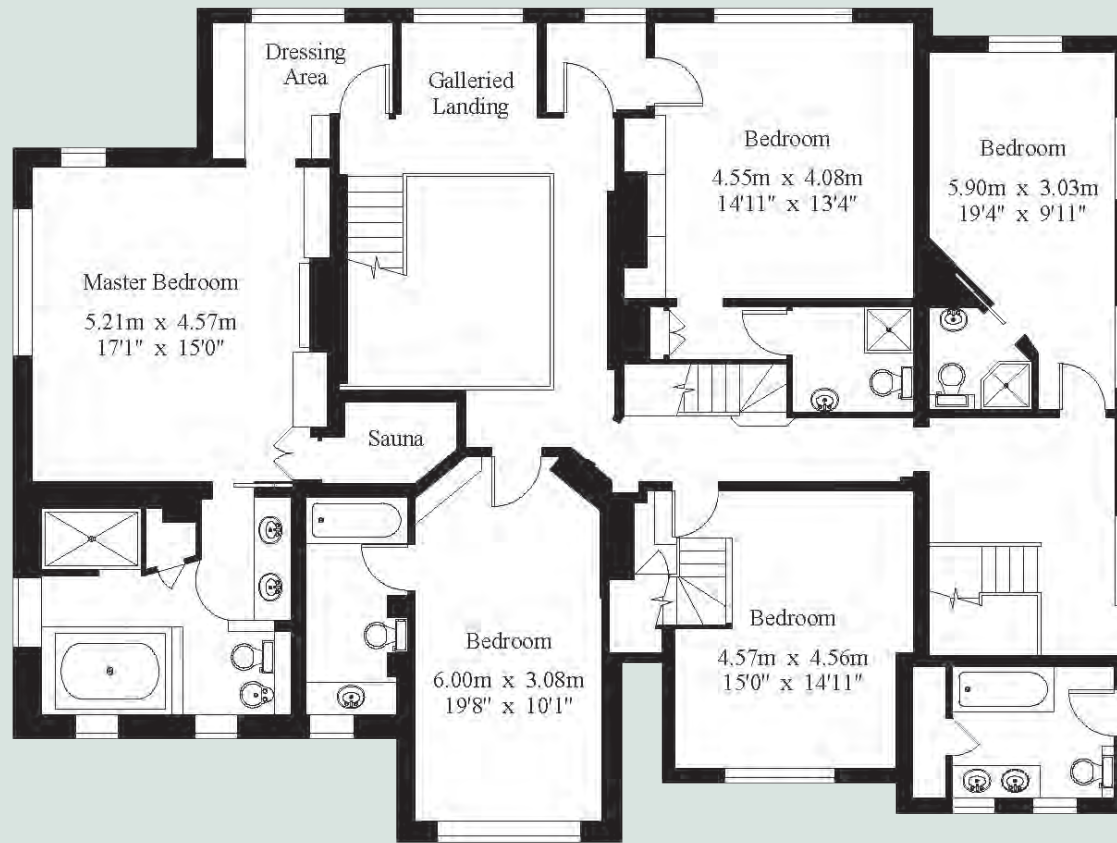 Dressing
Area
Galleried
Landing
Bedroom
4.55m x 4.08m
14'11" x 13'4"
Bedroom
5.90m x 3.03m
19'4" x 9'11"
Master Bedroom
5.21m x 4.57m
17'1" x 15'0"
Sauna
Bedroom
6.00m x 3.08m
19'8" x 10'1"
Bedroom
4.57m x 4.56m
15'0" x 14'11"